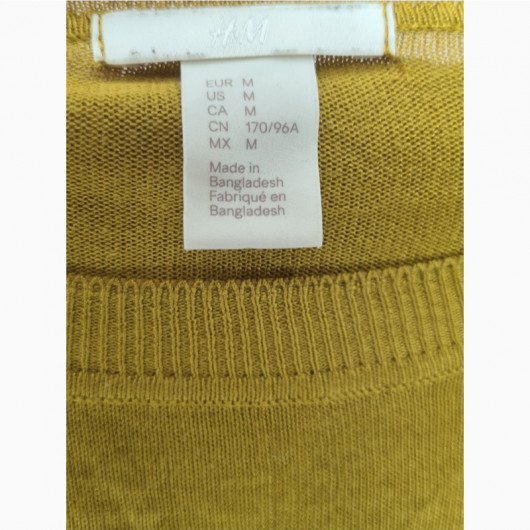 H&M
EUR M
US M
CA M
CN 170/96A
MX M
Made in
Bangladesh
Fabriqué en
Bangladesh